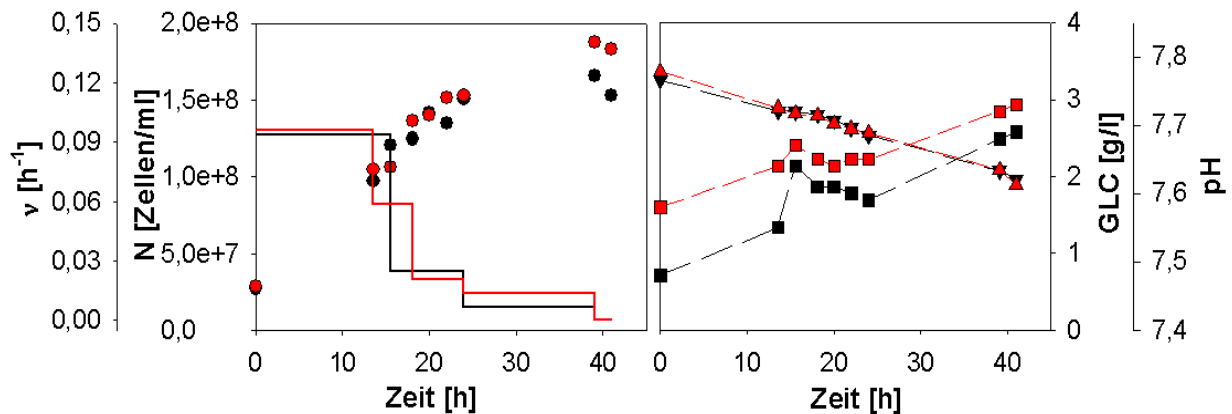 0,15
0,12
0,09
0,06
0,03
0,00
ν [h⁻¹]
2,0e+8
1,5e+8
1,0e+8
5,0e+7
0,0
N [Zellen/ml]
0 10 20 30 40
Zeit [h]
4
3
2
1
0
GLC [g/l]
7,8
7,7
7,6
7,5
7,4
pH
0 10 20 30 40
Zeit [h]